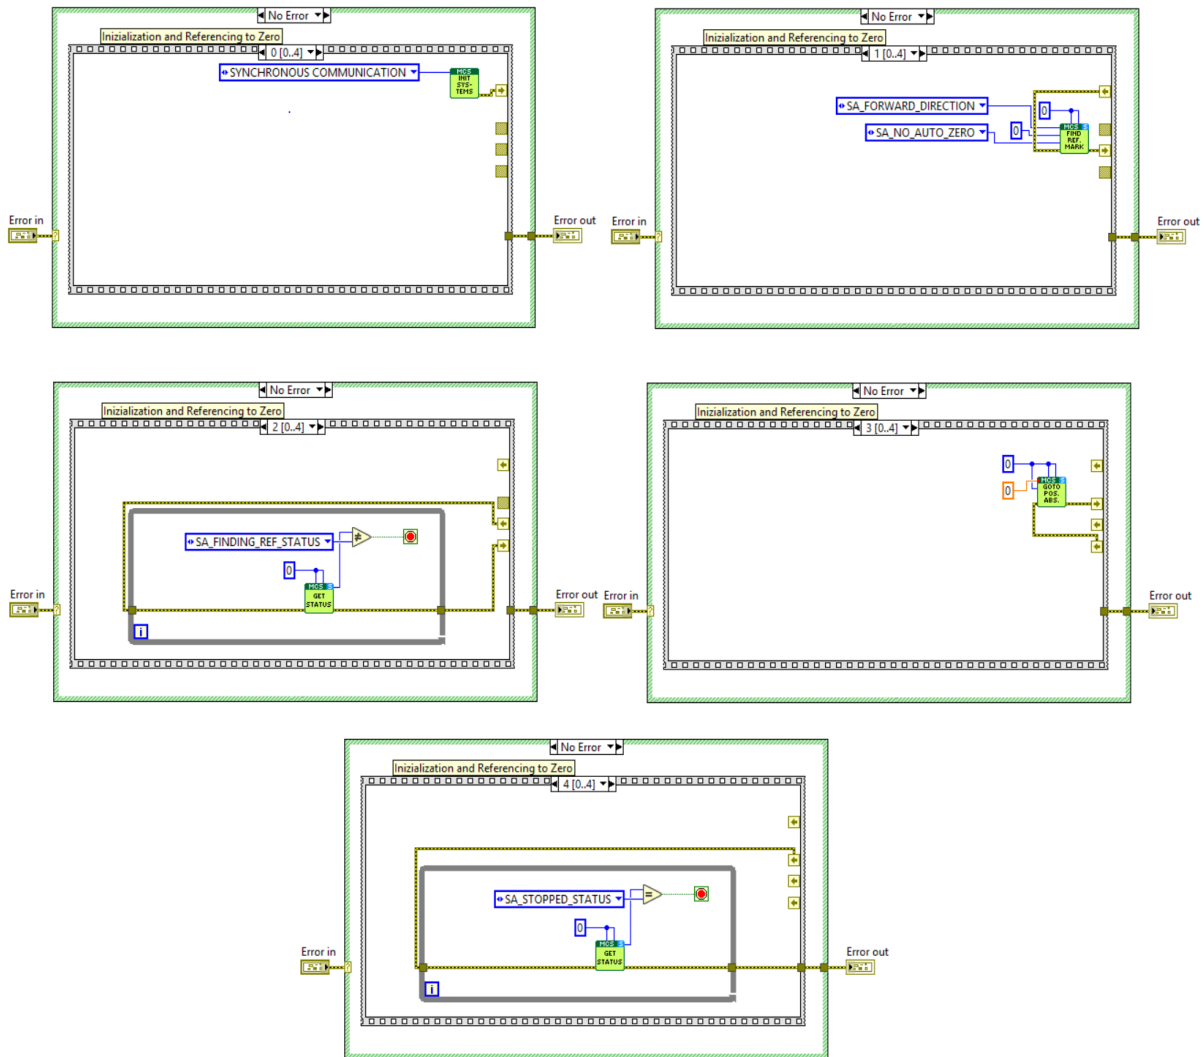 No Error
Inizialization and Referencing to Zero
0 [0..4]
SYNCHRONOUS COMMUNICATION
MCS
INIT
SYS-
TEMS
Error in
Error out
No Error
Inizialization and Referencing to Zero
1 [0..4]
SA_FORWARD_DIRECTION
0
SA_NO_AUTO_ZERO
0
MCS S
FIND
REF.
MARK
Error in
Error out
No Error
Inizialization and Referencing to Zero
2 [0..4]
SA_FINDING_REF_STATUS
≠
0
MCS S
GET
STATUS
i
Error in
Error out
No Error
Inizialization and Referencing to Zero
3 [0..4]
0
0
MCS S
GOTO
POS.
ABS.
Error in
Error out
No Error
Inizialization and Referencing to Zero
4 [0..4]
SA_STOPPED_STATUS
=
0
MCS S
GET
STATUS
i
Error in
Error out